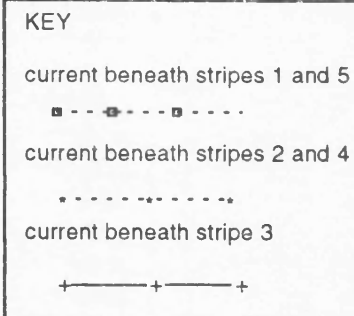 KEY
current beneath stripes 1 and 5
current beneath stripes 2 and 4
current beneath stripe 3